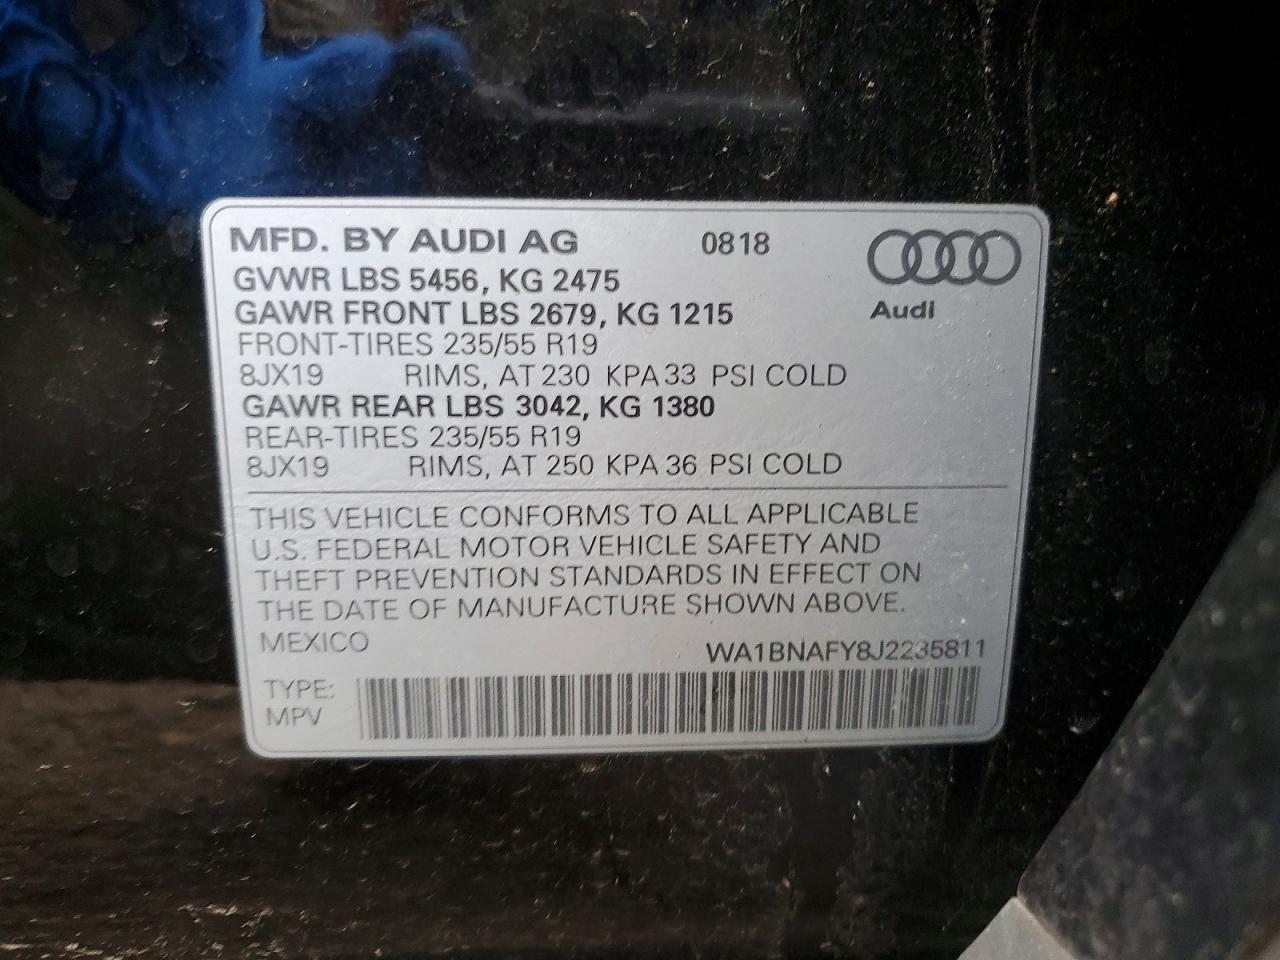 MFD. BY AUDI AG 0818
GVWR LBS 5456, KG 2475
GAWR FRONT LBS 2679, KG 1215
Audi
FRONT-TIRES 235/55 R19
8JX19 RIMS, AT 230 KPA 33 PSI COLD
GAWR REAR LBS 3042, KG 1380
REAR-TIRES 235/55 R19
8JX19 RIMS, AT 250 KPA 36 PSI COLD
THIS VEHICLE CONFORMS TO ALL APPLICABLE
U.S. FEDERAL MOTOR VEHICLE SAFETY AND
THEFT PREVENTION STANDARDS IN EFFECT ON
THE DATE OF MANUFACTURE SHOWN ABOVE.
MEXICO WA1BNAFY8J2235811
TYPE:
MPV